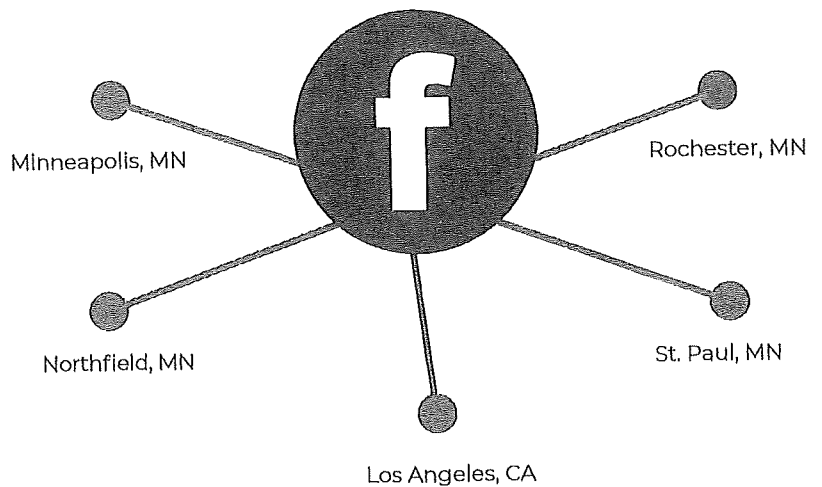 f
Minneapolis, MN
Rochester, MN
Northfield, MN
St. Paul, MN
Los Angeles, CA